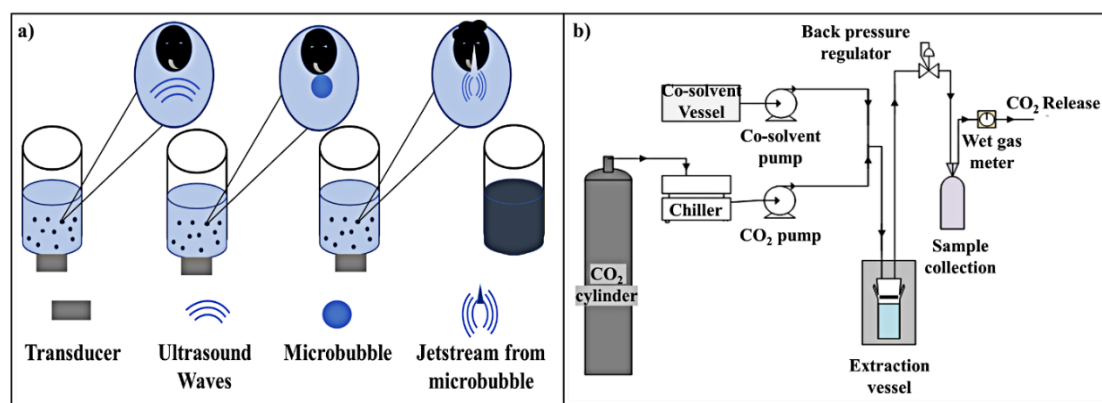 a)
Transducer
Ultrasound
Waves
Microbubble
Jetstream from
microbubble
b)
Back pressure
regulator
Co-solvent
Vessel
Co-solvent
pump
CO₂ Release
Wet gas
meter
Chiller
CO₂ pump
Sample
collection
CO₂
cylinder
Extraction
vessel